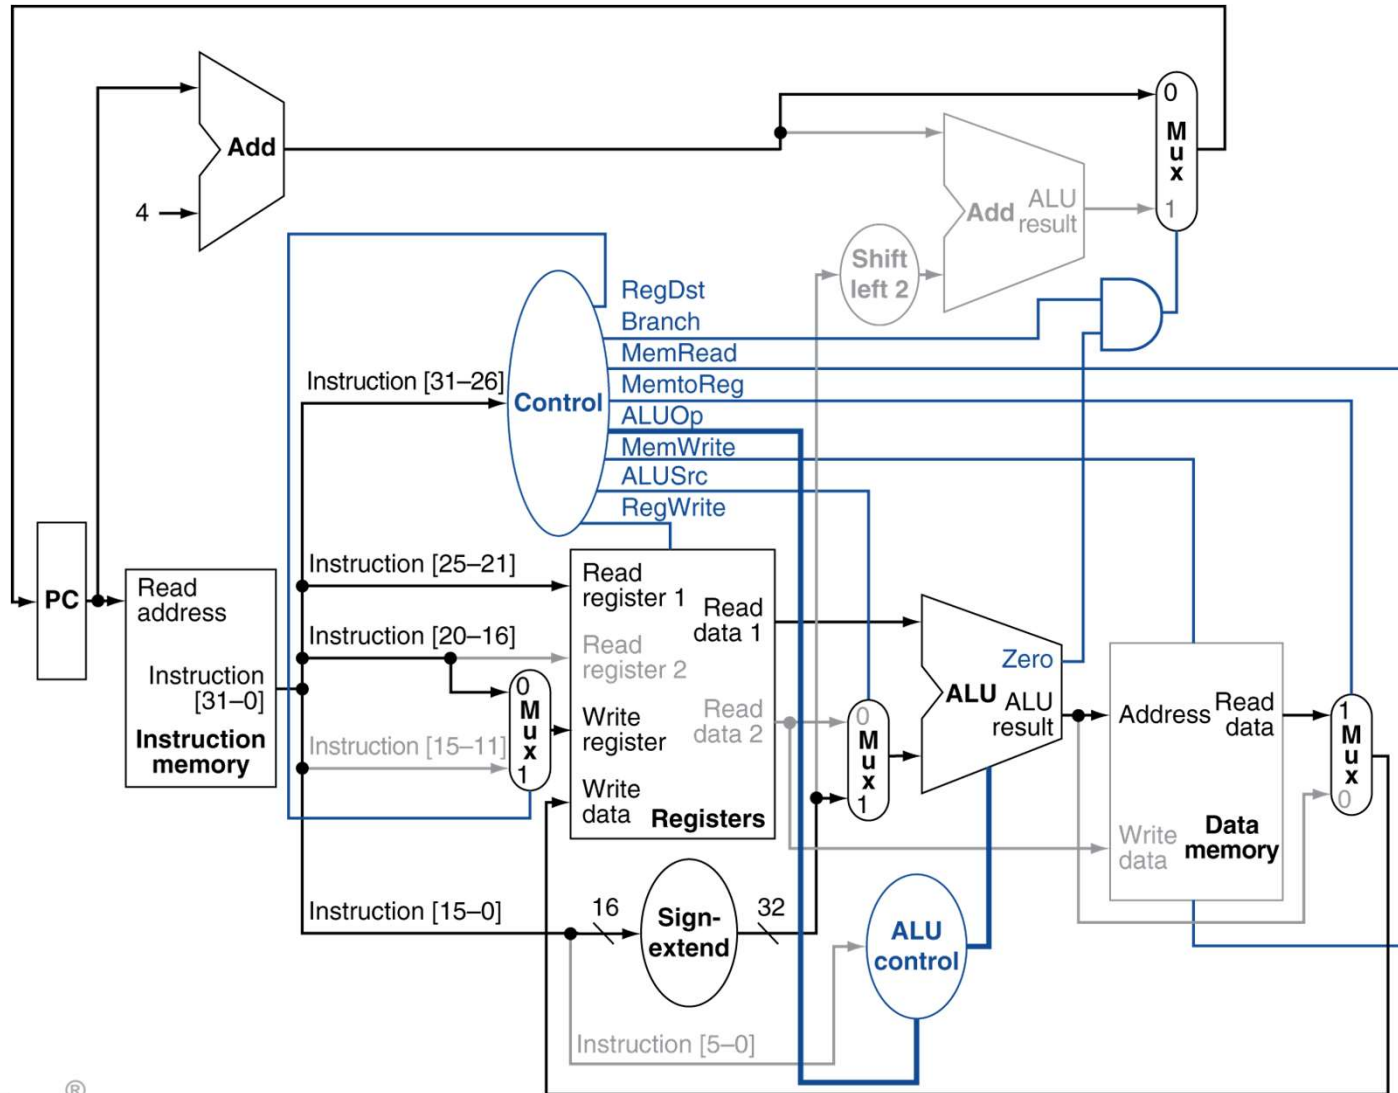 0
M
u
x
1
Add
4
Add
ALU
result
Shift
left 2
RegDst
Branch
MemRead
MemtoReg
ALUOp
MemWrite
ALUSrc
RegWrite
Instruction [31–26]
Control
PC
Read
address
Instruction
[31–0]
Instruction
memory
Instruction [25–21]
Instruction [20–16]
Instruction [15–11]
0
M
u
x
1
Read
register 1
Read
register 2
Write
register
Write
data
Registers
Read
data 1
Read
data 2
0
M
u
x
1
Zero
ALU
ALU
result
Address
Read
data
Write
data
Data
memory
1
M
u
x
0
Instruction [15–0]
16
Sign-
extend
32
ALU
control
Instruction [5–0]
®